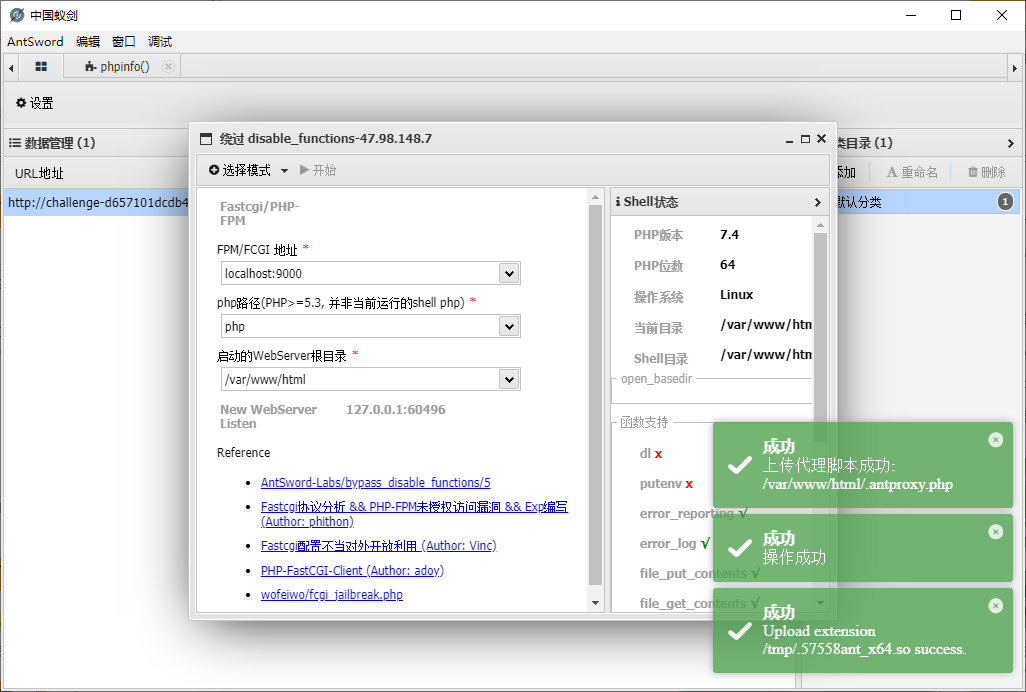 中国蚁剑
AntSword 编辑 窗口 调试
phpinfo()
设置
数据管理 (1)
URL地址
http://challenge-d657101dcdb4
绕过 disable_functions-47.98.148.7
选择模式 开始
Fastcgi/PHP-
FPM
FPM/FCGI 地址 *
localhost:9000
php路径(PHP>=5.3, 并非当前运行的shell php) *
php
启动的WebServer根目录 *
/var/www/html
New WebServer
Listen
127.0.0.1:60496
Reference
AntSword-Labs/bypass_disable_functions/5
Fastcgi协议分析 && PHP-FPM未授权访问漏洞 && Exp编写
(Author: phithon)
Fastcgi配置不当对外开放利用 (Author: Vinc)
PHP-FastCGI-Client (Author: adoy)
wofeiwo/fcgi_jailbreak.php
Shell状态
PHP版本 7.4
PHP位数 64
操作系统 Linux
当前目录 /var/www/htm
Shell目录 /var/www/htm
open_basedir
函数支持
dl x
putenv x
error_reporting √
error_log √
file_put_contents √
file_get_contents √
类目录 (1)
添加 重命名 删除
默认分类 1
成功
上传代理脚本成功:
/var/www/html/.antproxy.php
成功
操作成功
成功
Upload extension
/tmp/.57558ant_x64.so success.